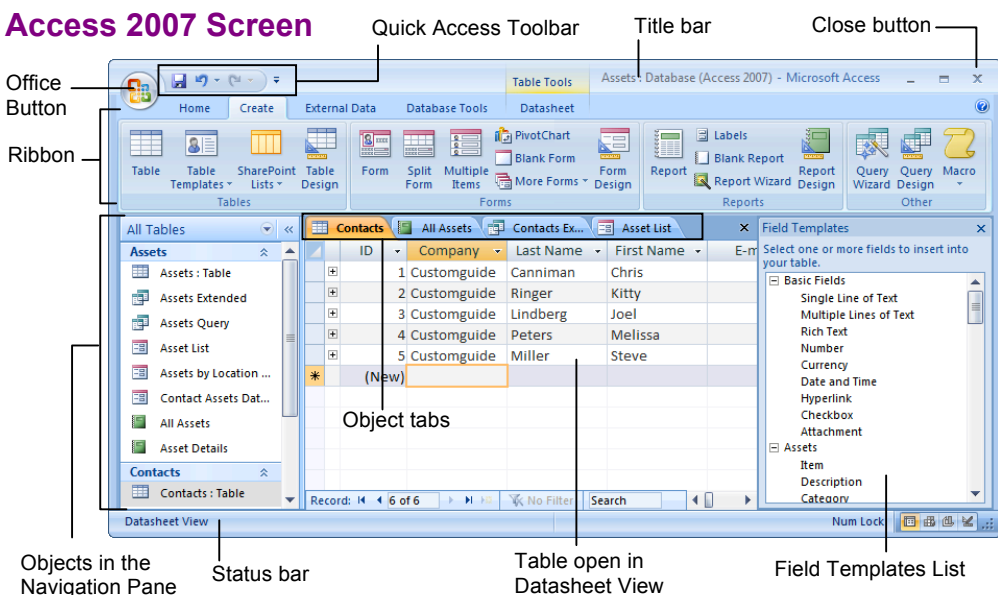 Access 2007 Screen
Quick Access Toolbar
Title bar
Close button
Office
Button
Ribbon
Table Tools
Assets : Database (Access 2007) - Microsoft Access
Home
Create
External Data
Database Tools
Datasheet
Table
Table
Templates
SharePoint
Lists
Table
Design
Tables
Form
Split
Form
Multiple
Items
PivotChart
Blank Form
More Forms
Form
Design
Forms
Report
Labels
Blank Report
Report Wizard
Report
Design
Reports
Query
Wizard
Query
Design
Macro
Other
All Tables
Assets
Assets : Table
Assets Extended
Assets Query
Asset List
Assets by Location ...
Contact Assets Dat...
All Assets
Asset Details
Contacts
Contacts : Table
Contacts
All Assets
Contacts Ex...
Asset List
ID Company Last Name First Name E-m
1 Customguide Canniman Chris
2 Customguide Ringer Kitty
3 Customguide Lindberg Joel
4 Customguide Peters Melissa
5 Customguide Miller Steve
(New)
Object tabs
Record: 6 of 6 No Filter Search
Field Templates
Select one or more fields to insert into
your table.
Basic Fields
Single Line of Text
Multiple Lines of Text
Rich Text
Number
Currency
Date and Time
Hyperlink
Checkbox
Attachment
Assets
Item
Description
Category
Datasheet View
Num Lock
Objects in the
Navigation Pane
Status bar
Table open in
Datasheet View
Field Templates List